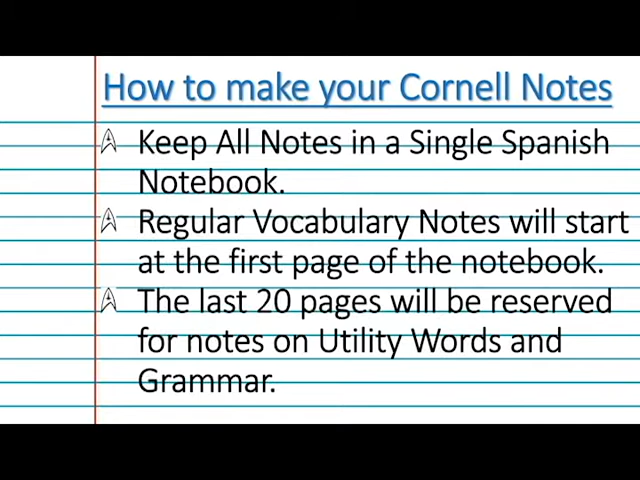 How to make your Cornell Notes
Keep All Notes in a Single Spanish
Notebook.
Regular Vocabulary Notes will start
at the first page of the notebook.
The last 20 pages will be reserved
for notes on Utility Words and
Grammar.